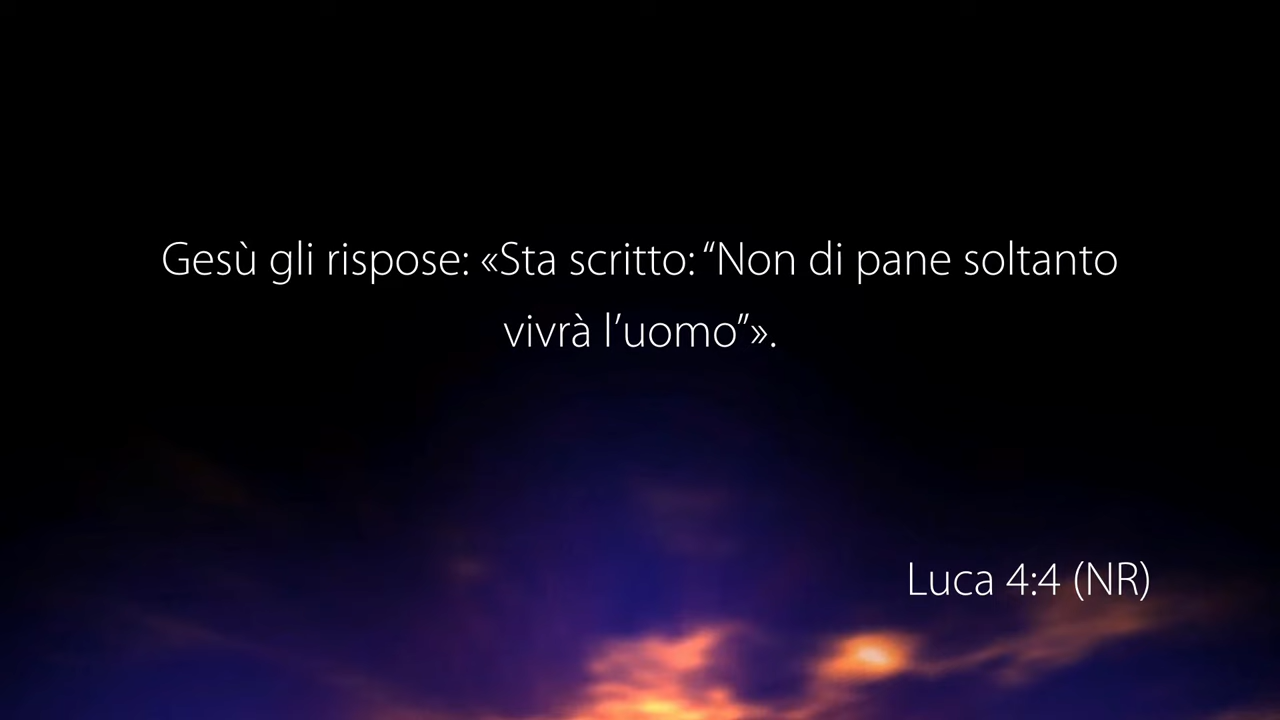 Gesù gli rispose: «Sta scritto: “Non di pane soltanto
vivrà l’uomo”».
Luca 4:4 (NR)